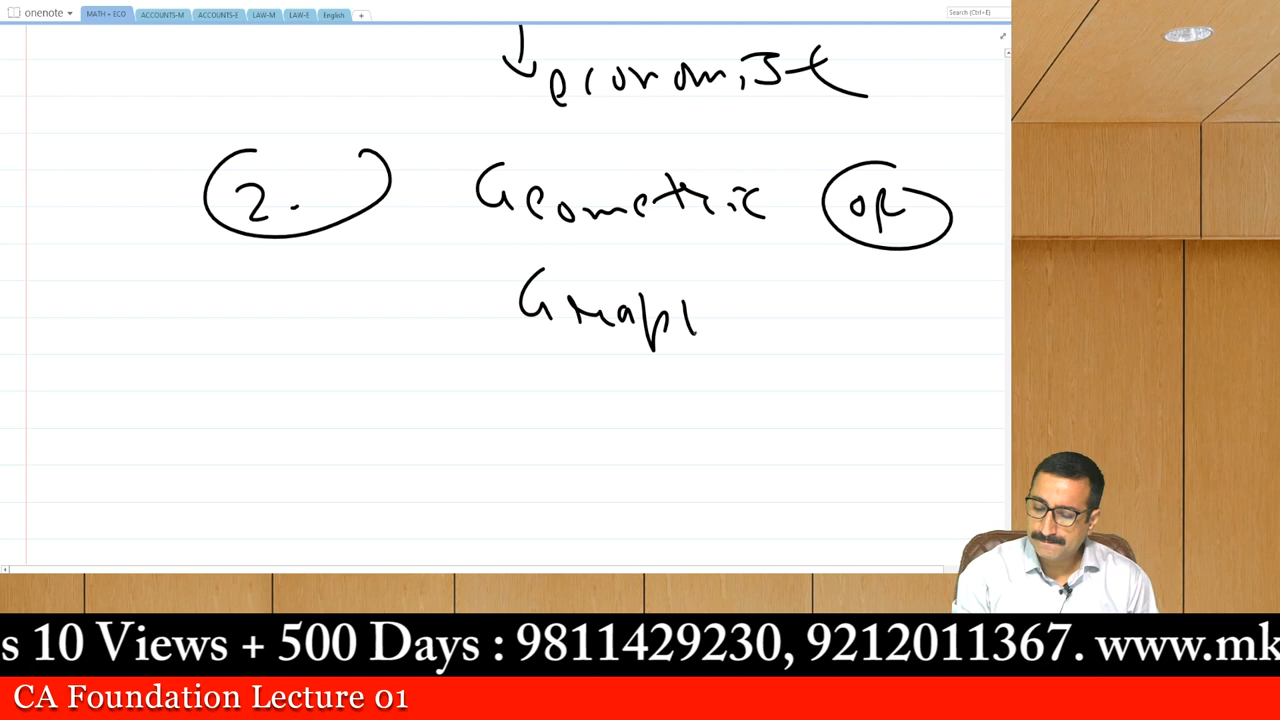 onenote
MATH + ECO
ACCOUNTS-M
ACCOUNTS-E
LAW-M
LAW-E
English
+
Search (Ctrl+E)
economist
2. Geometric OR
Graph
s 10 Views + 500 Days : 9811429230, 9212011367. www.mk
CA Foundation Lecture 01